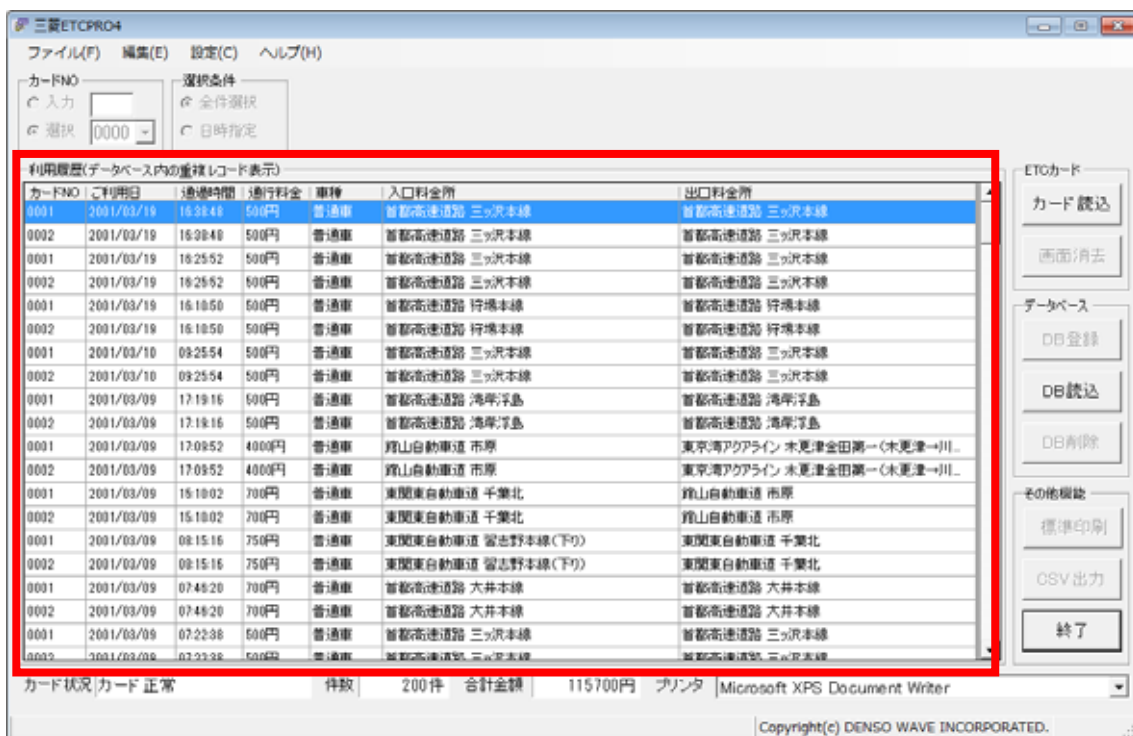 三菱ETCPRO4
ファイル(F) 編集(E) 設定(C) ヘルプ(H)
カードNO 選択条件
入力 全件選択
選択 0000 日時指定
利用履歴(データベース内の重複レコード表示) ETCカード
カードNO ご利用日 通過時間 通行料金 車種 入口料金所 出口料金所
0001 2001/03/19 16:38:48 500円 普通車 首都高速道路 三ッ沢本線 首都高速道路 三ッ沢本線
カード読込
0002 2001/03/19 16:38:48 500円 普通車 首都高速道路 三ッ沢本線 首都高速道路 三ッ沢本線
0001 2001/03/19 16:25:52 500円 普通車 首都高速道路 三ッ沢本線 首都高速道路 三ッ沢本線
画面消去
0002 2001/03/19 16:25:52 500円 普通車 首都高速道路 三ッ沢本線 首都高速道路 三ッ沢本線
0001 2001/03/19 16:10:50 500円 普通車 首都高速道路 狩場本線 首都高速道路 狩場本線
データベース
0002 2001/03/19 16:10:50 500円 普通車 首都高速道路 狩場本線 首都高速道路 狩場本線
DB登録
0001 2001/03/10 09:25:54 500円 普通車 首都高速道路 三ッ沢本線 首都高速道路 三ッ沢本線
0002 2001/03/10 09:25:54 500円 普通車 首都高速道路 三ッ沢本線 首都高速道路 三ッ沢本線
DB読込
0001 2001/03/09 17:19:16 500円 普通車 首都高速道路 湾岸浮島 首都高速道路 湾岸浮島
0002 2001/03/09 17:19:16 500円 普通車 首都高速道路 湾岸浮島 首都高速道路 湾岸浮島
0001 2001/03/09 17:09:52 4000円 普通車 館山自動車道 市原 東京湾アクアライン 木更津金田第一(木更津→川...
DB削除
0002 2001/03/09 17:09:52 4000円 普通車 館山自動車道 市原 東京湾アクアライン 木更津金田第一(木更津→川...
0001 2001/03/09 15:10:02 700円 普通車 東関東自動車道 千葉北 館山自動車道 市原
その他機能
0002 2001/03/09 15:10:02 700円 普通車 東関東自動車道 千葉北 館山自動車道 市原
標準印刷
0001 2001/03/09 08:15:16 750円 普通車 東関東自動車道 習志野本線(下り) 東関東自動車道 千葉北
0002 2001/03/09 08:15:16 750円 普通車 東関東自動車道 習志野本線(下り) 東関東自動車道 千葉北
CSV出力
0001 2001/03/09 07:46:20 700円 普通車 首都高速道路 大井本線 首都高速道路 大井本線
0002 2001/03/09 07:46:20 700円 普通車 首都高速道路 大井本線 首都高速道路 大井本線
0001 2001/03/09 07:22:38 500円 普通車 首都高速道路 三ッ沢本線 首都高速道路 三ッ沢本線
終了
0002 2001/03/09 07:22:38 500円 普通車 首都高速道路 三ッ沢本線 首都高速道路 三ッ沢本線
カード状況 カード正常 件数 200件 合計金額 115700円 プリンタ Microsoft XPS Document Writer
Copyright(c) DENSO WAVE INCORPORATED.